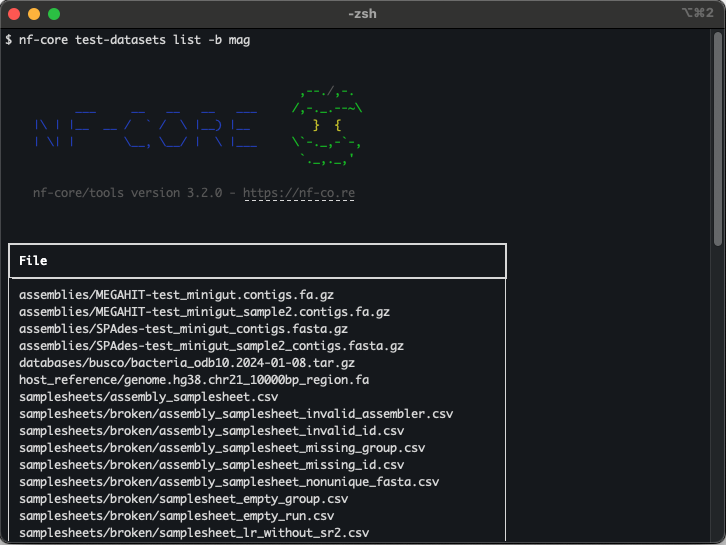 -zsh
⌥⌘2
$ nf-core test-datasets list -b mag
nf-core
nf-core/tools version 3.2.0 - https://nf-co.re
File
assemblies/MEGAHIT-test_minigut.contigs.fa.gz
assemblies/MEGAHIT-test_minigut_sample2.contigs.fa.gz
assemblies/SPAdes-test_minigut_contigs.fasta.gz
assemblies/SPAdes-test_minigut_sample2_contigs.fasta.gz
databases/busco/bacteria_odb10.2024-01-08.tar.gz
host_reference/genome.hg38.chr21_10000bp_region.fa
samplesheets/assembly_samplesheet.csv
samplesheets/broken/assembly_samplesheet_invalid_assembler.csv
samplesheets/broken/assembly_samplesheet_invalid_id.csv
samplesheets/broken/assembly_samplesheet_missing_group.csv
samplesheets/broken/assembly_samplesheet_missing_id.csv
samplesheets/broken/assembly_samplesheet_nonunique_fasta.csv
samplesheets/broken/samplesheet_empty_group.csv
samplesheets/broken/samplesheet_empty_run.csv
samplesheets/broken/samplesheet_lr_without_sr2.csv